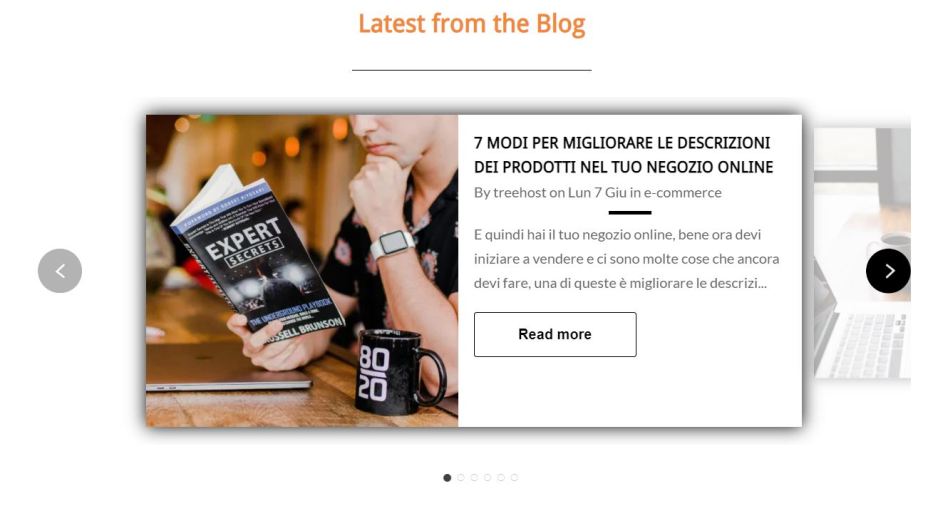 Latest from the Blog
7 MODI PER MIGLIORARE LE DESCRIZIONI
DEI PRODOTTI NEL TUO NEGOZIO ONLINE
By treehost on Lun 7 Giu in e-commerce
E quindi hai il tuo negozio online, bene ora devi
iniziare a vendere e ci sono molte cose che ancora
devi fare, una di queste è migliorare le descrizi...
Read more
EXPERT
SECRETS
THE UNDERGROUND PLAYBOOK
RUSSELL BRUNSON
80
20